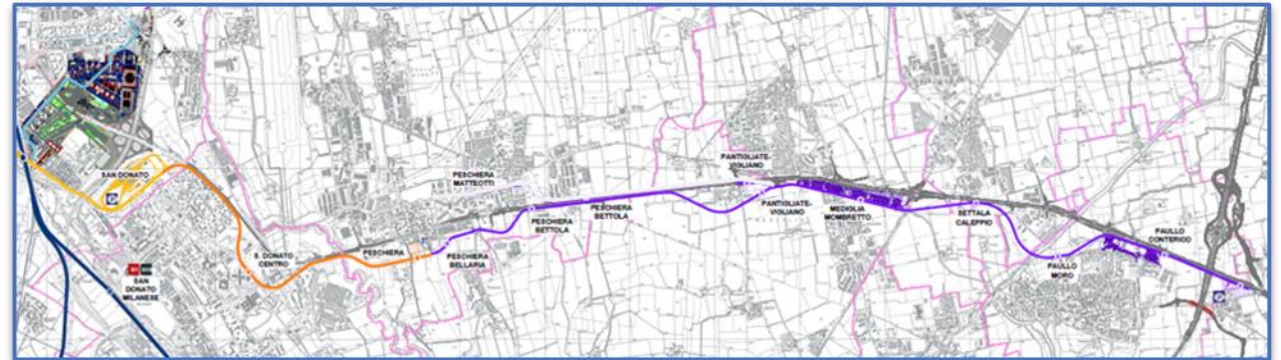 SAN DONATO
SAN
DONATO
MILANESE
S. DONATO
CENTRO
PESCHIERA
PESCHIERA
MATTEOTTI
PESCHIERA
BELLARIA
PESCHIERA
BETTOLA
PESCHIERA
BETTOLA
PANTIGLIATE-
VIGLIANO
PANTIGLIATE-
VIGLIANO
MEDIGLIA
MOMBRETTO
SETTALA
CALEPPIO
PAULLO
MORO
PAULLO
CONTERICO